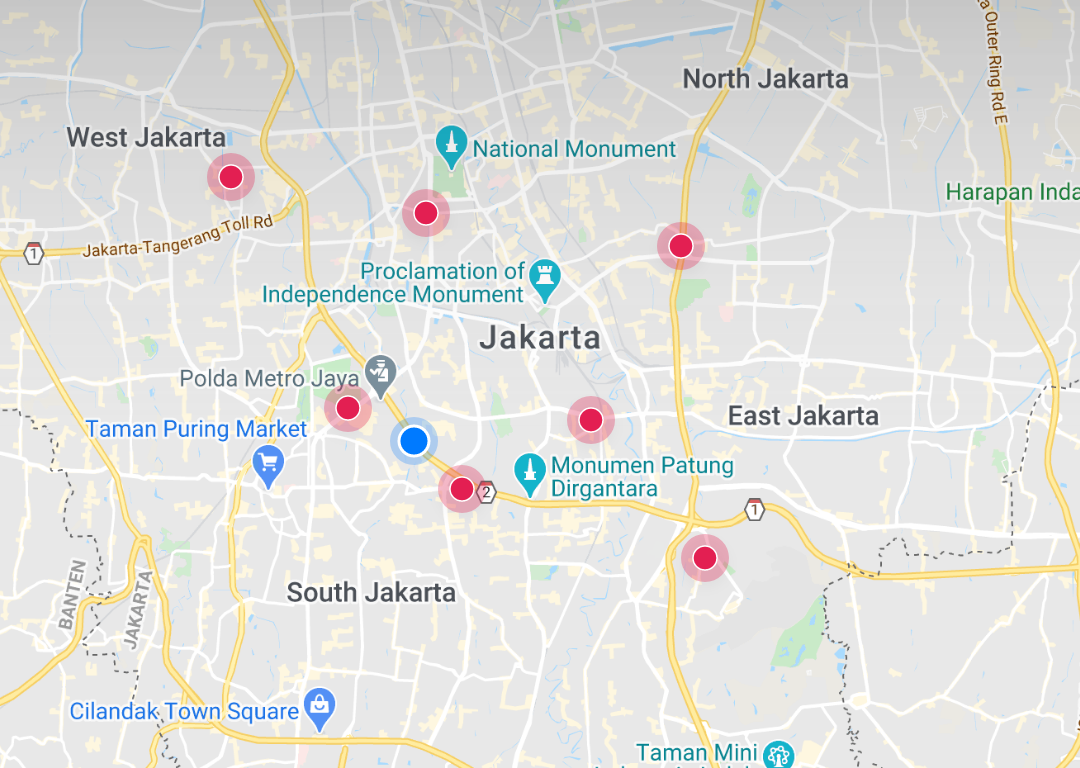 a Outer Ring Rd E
North Jakarta
West Jakarta
National Monument
Harapan Inda
Jakarta-Tangerang Toll Rd
1
Proclamation of
Independence Monument
Jakarta
Polda Metro Jaya
East Jakarta
Taman Puring Market
Monumen Patung
Dirgantara
2
1
BANTEN
JAKARTA
South Jakarta
Cilandak Town Square
Taman Mini